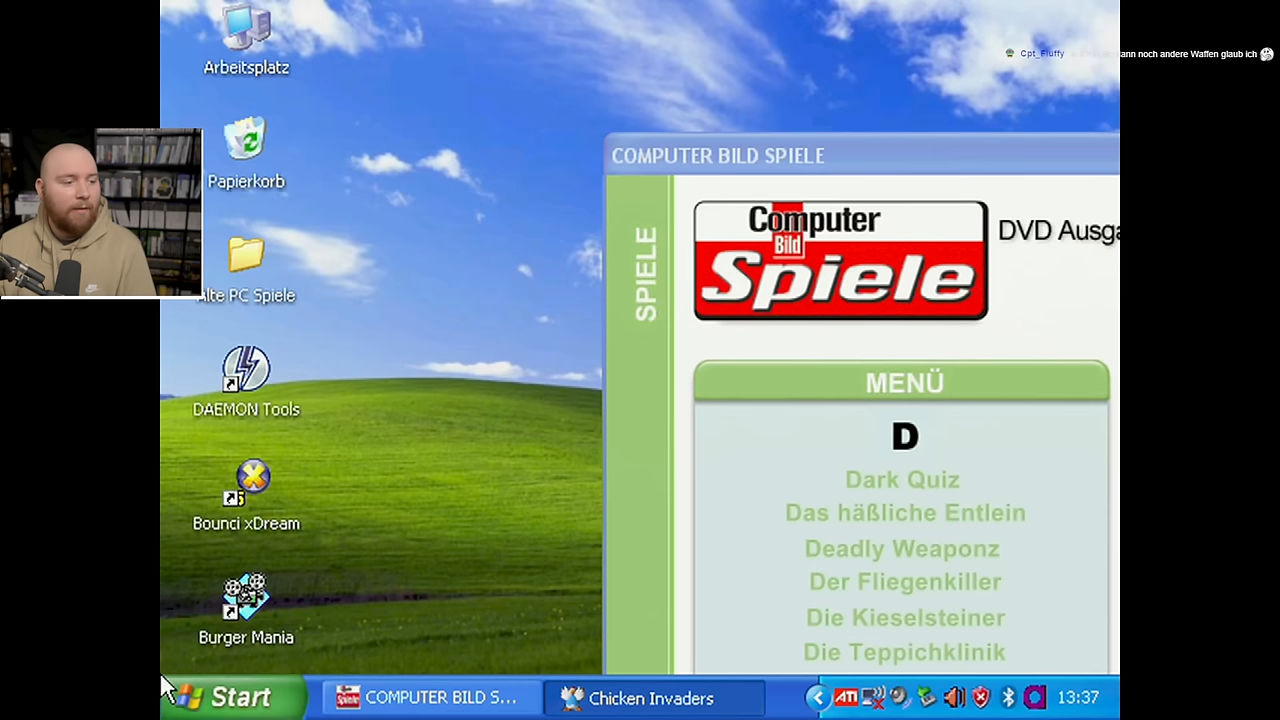 Arbeitsplatz
Cpt_Fluffy
ann noch andere Waffen glaub ich
Papierkorb
Alte PC Spiele
DAEMON Tools
Bounci xDream
Burger Mania
COMPUTER BILD SPIELE
SPIELE
Computer
Bild
Spiele
DVD Ausga
MENÜ
D
Dark Quiz
Das häßliche Entlein
Deadly Weaponz
Der Fliegenkiller
Die Kieselsteiner
Die Teppichklinik
Start
COMPUTER BILD S...
Chicken Invaders
ATI
13:37